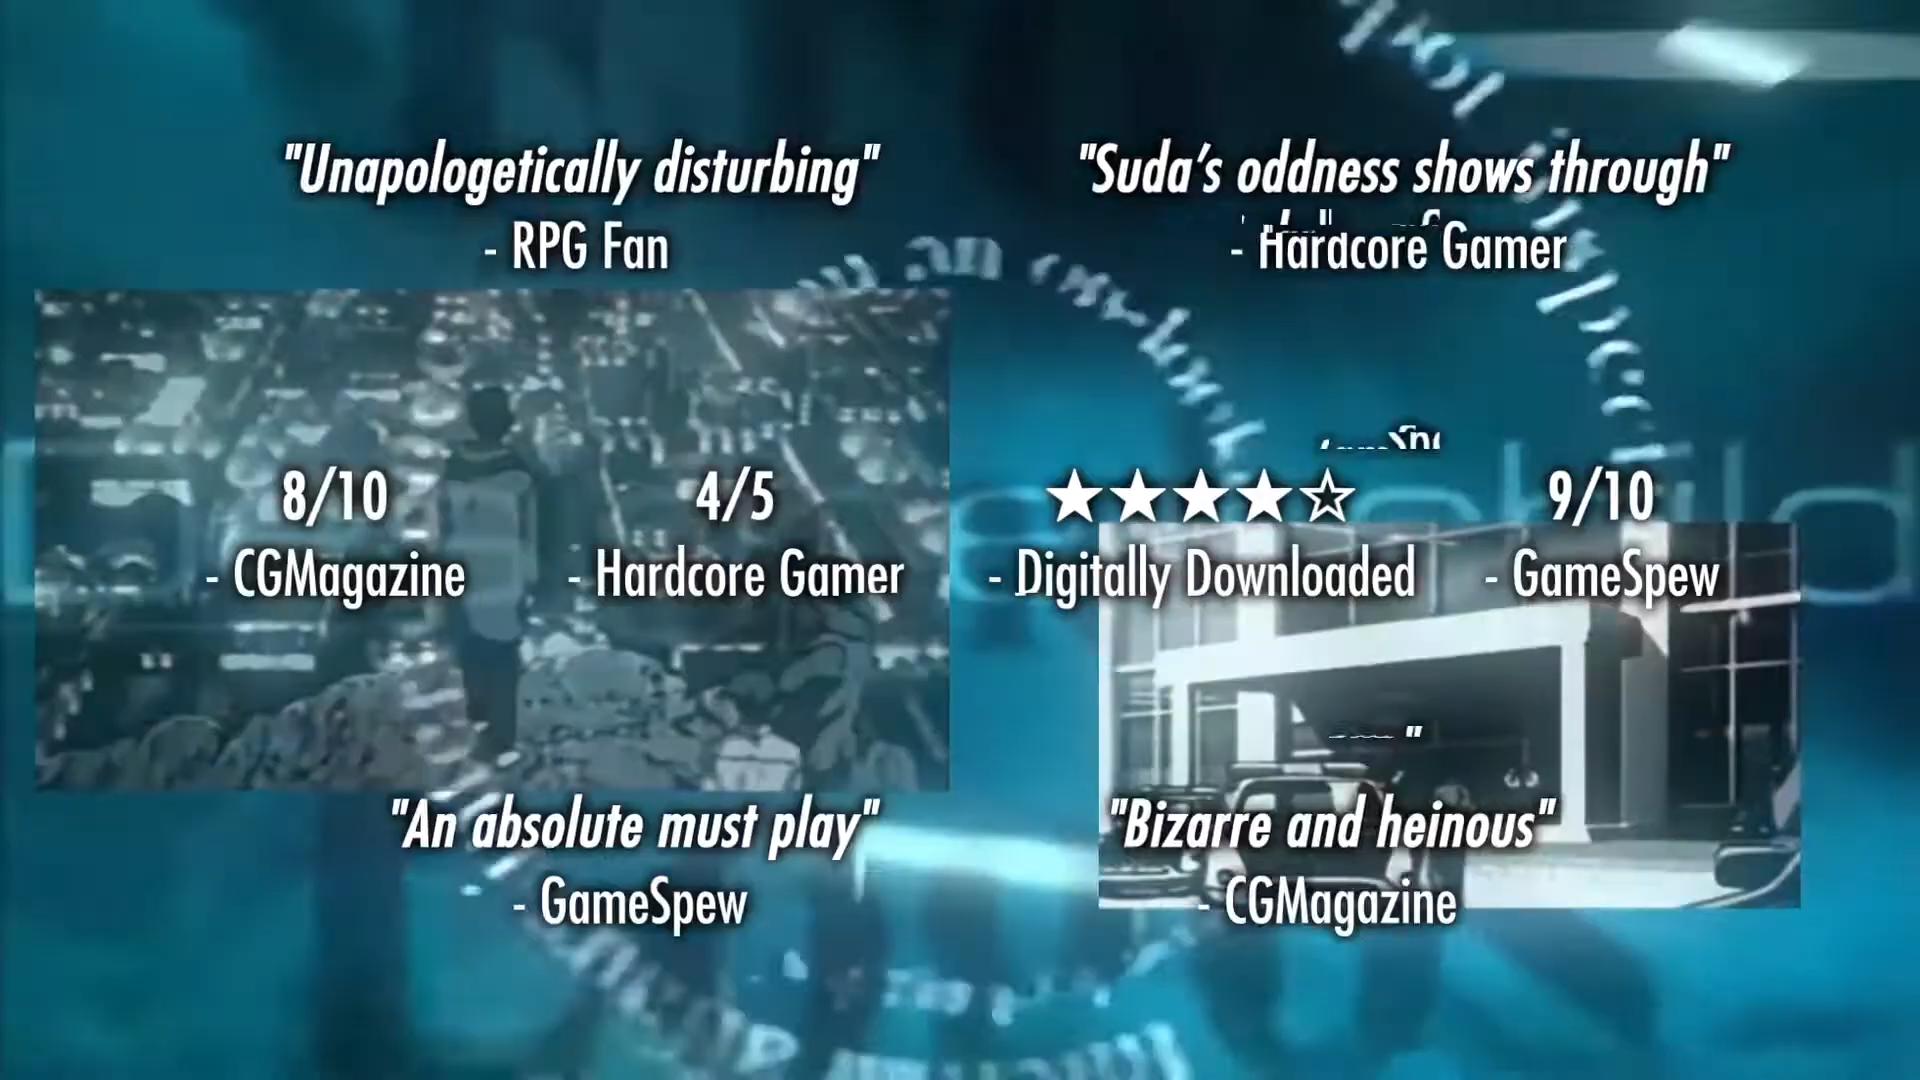 "Unapologetically disturbing"
- RPG Fan
"Suda's oddness shows through"
- Hardcore Gamer
8/10
- CGMagazine
4/5
- Hardcore Gamer
★★★★☆
- Digitally Downloaded
9/10
- GameSpew
"An absolute must play"
- GameSpew
"Bizarre and heinous"
- CGMagazine